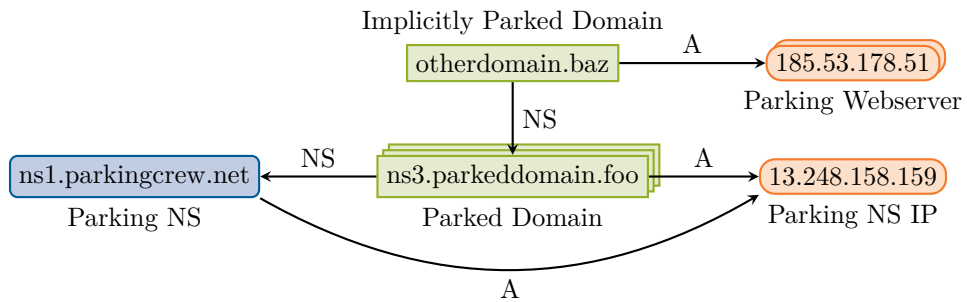 Implicitly Parked Domain
otherdomain.baz
A
185.53.178.51
Parking Webserver
NS
ns1.parkingcrew.net
NS
ns3.parkeddomain.foo
A
13.248.158.159
Parking NS
Parked Domain
Parking NS IP
A